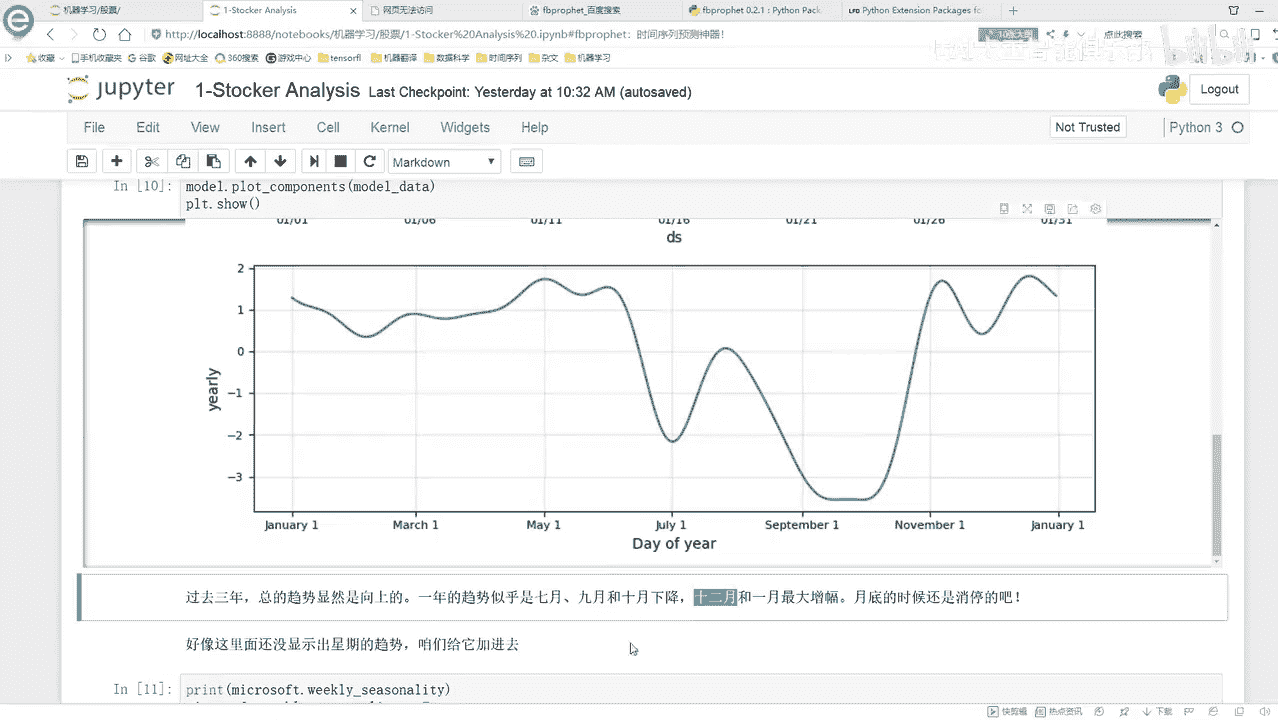 机器学习/股票/
1-Stocker Analysis
网页无法访问
fbprophet_百度搜索
fbprophet 0.2.1 : Python Pack
Python Extension Packages fo
http://localhost:8888/notebook/机器学习/股票/1-Stocker%20Analysis%20.ipynb#fbprophet：时间序列预测神器！
点此搜索
收藏 手机收藏夹 谷歌 网址大全 360搜索 游戏中心 tensorfl 机器翻译 数据科学 时间序列 杂文 机器学习
jupyter 1-Stocker Analysis Last Checkpoint: Yesterday at 10:32 AM (autosaved)
Logout
File Edit View Insert Cell Kernel Widgets Help
Not Trusted Python 3
Markdown
In [10]: model.plot_components(model_data)
plt.show()
01/01 01/06 01/11 01/16 01/21 01/26 01/31
ds
2
1
0
−1
−2
−3
yearly
January 1 March 1 May 1 July 1 September 1 November 1 January 1
Day of year
过去三年，总的趋势显然是向上的。一年的趋势似乎是七月、九月和十月下降，十二月和一月最大增幅。月底的时候还是消停的吧！
好像这里面还没显示出星期的趋势，咱们给它加进去
In [11]: print(microsoft.weekly_seasonality)
快剪辑 热点资讯 下载